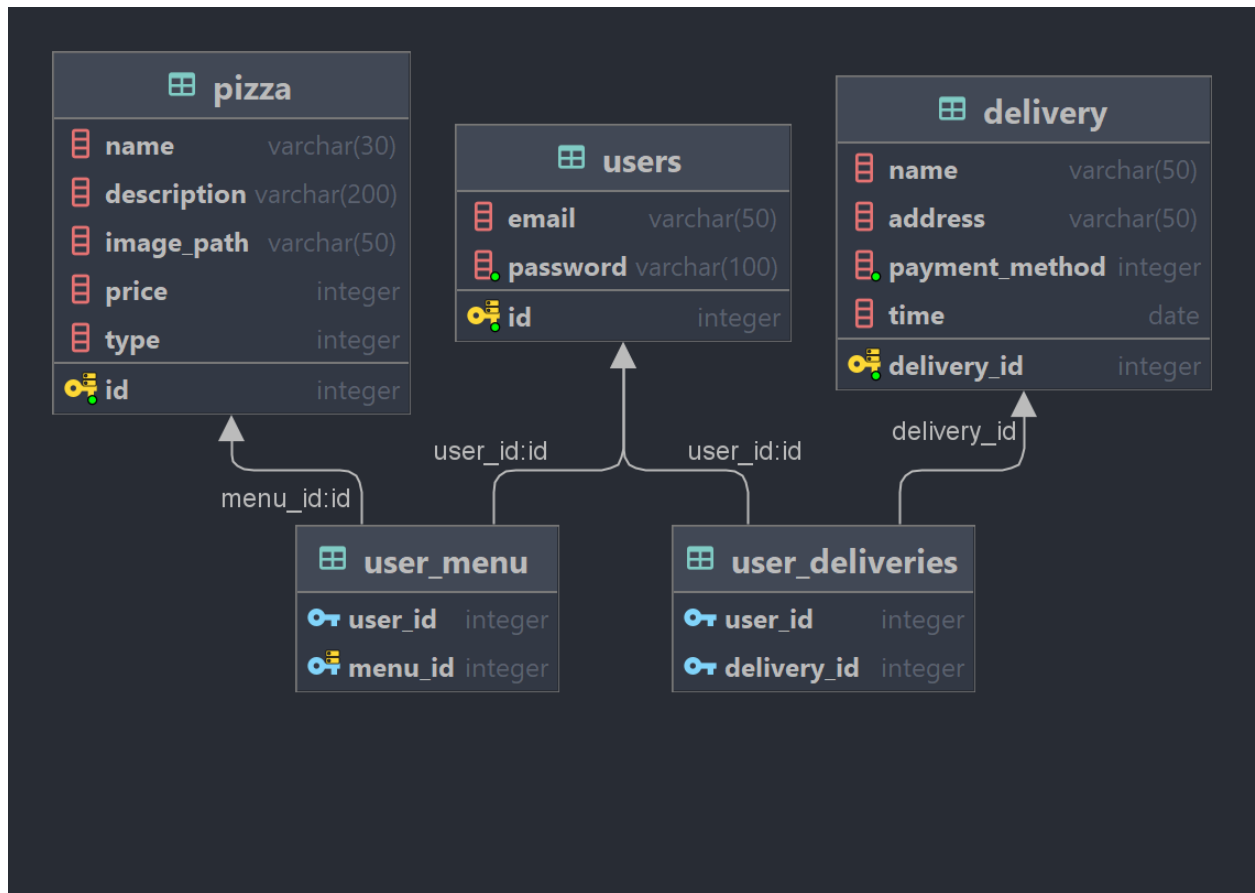 pizza
name varchar(30)
description varchar(200)
image_path varchar(50)
price integer
type integer
id integer
users
email varchar(50)
password varchar(100)
id integer
delivery
name varchar(50)
address varchar(50)
payment_method integer
time date
delivery_id integer
menu_id:id
user_id:id
user_id:id
delivery_id
user_menu
user_id integer
menu_id integer
user_deliveries
user_id integer
delivery_id integer